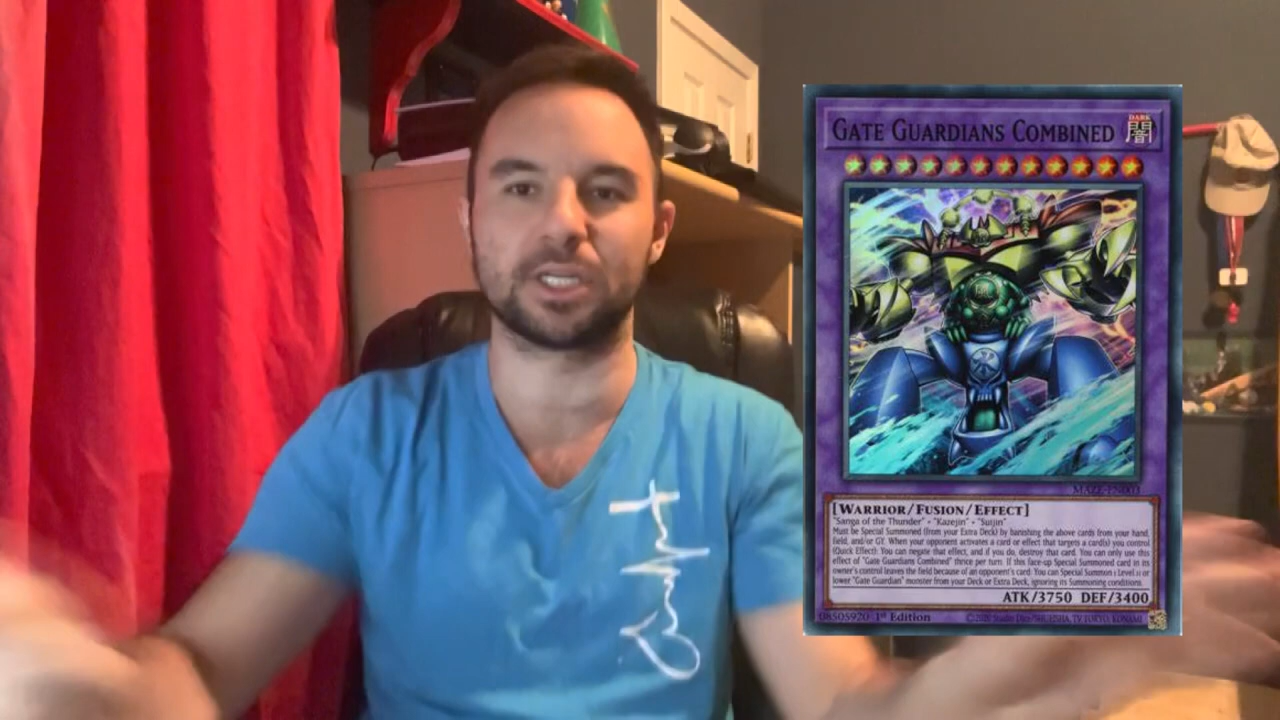 GATE GUARDIANS COMBINED
DARK
闇
MAZE-EN003
[WARRIOR/FUSION/EFFECT]
"Sanga of the Thunder" + "Kazejin" + "Suijin"
Must be Special Summoned (from your Extra Deck) by banishing the above cards from your hand,
field, and/or GY. When your opponent activates a card or effect that targets a card(s) you control
(Quick Effect): You can negate that effect, and if you do, destroy that card. You can only use this
effect of "Gate Guardians Combined" thrice per turn. If this face-up Special Summoned card in its
owner's control leaves the field because of an opponent's card: You can Special Summon 1 Level 11 or
lower "Gate Guardian" monster from your Deck or Extra Deck, ignoring its Summoning conditions.
ATK/3750 DEF/3400
08505920 1st Edition